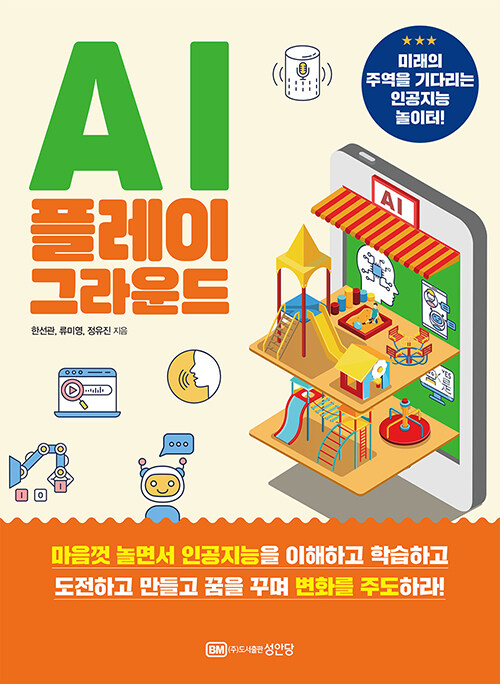 미래의
주역을 기다리는
인공지능
놀이터!
AI
플레이
그라운드
한선관, 류미영, 정유진 지음
AI
1 0 1
마음껏 놀면서 인공지능을 이해하고 학습하고
도전하고 만들고 꿈을 꾸며 변화를 주도하라!
BM (주)도서출판 성안당